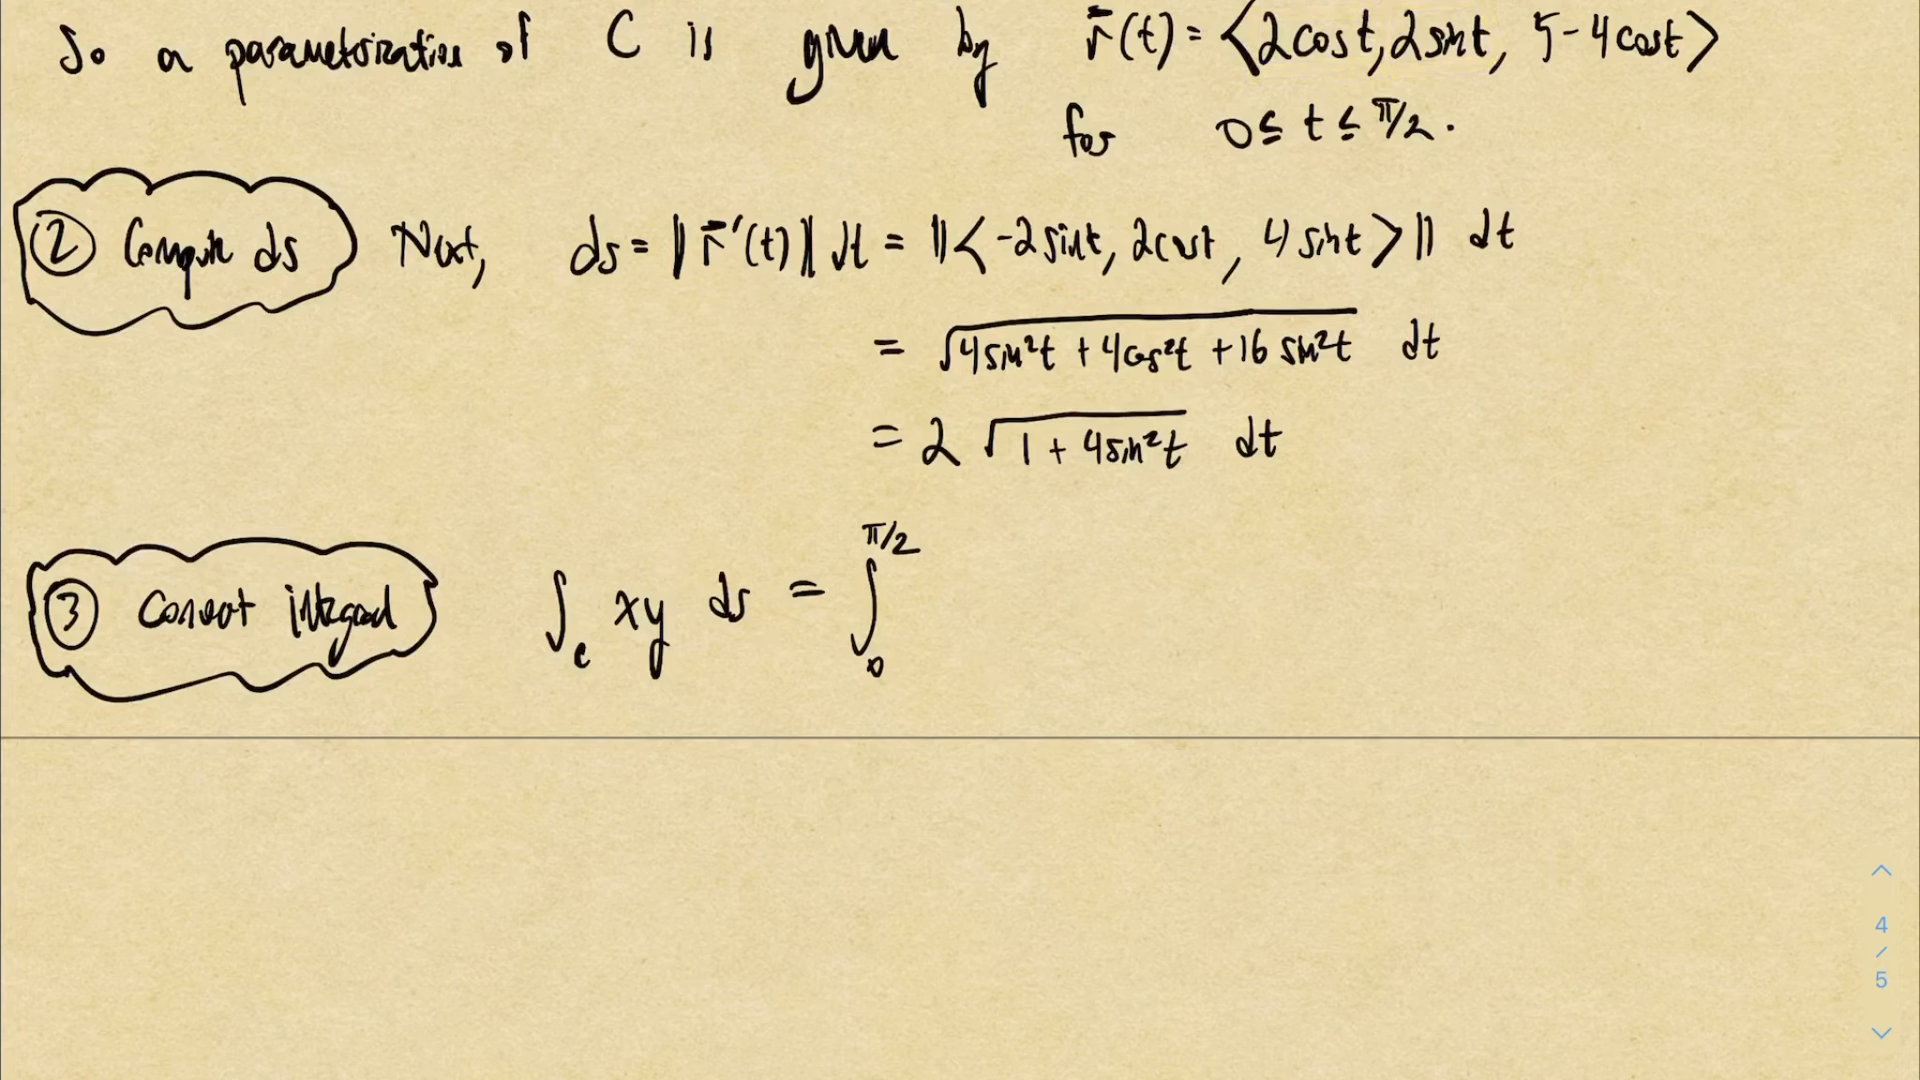 So a parametrization of C is given by r⃗(t) = ⟨2cos t, 2sin t, 5-4cos t⟩
for 0 ≤ t ≤ π/2.
② Compute ds Next, ds = ‖r⃗'(t)‖ dt = ‖⟨-2sin t, 2cos t, 4 sin t⟩‖ dt
= √(4sin²t + 4cos²t + 16 sin²t) dt
= 2 √(1 + 4sin²t) dt
③ Convert integral ∫_C xy ds = ∫_0^{π/2}
4
/
5